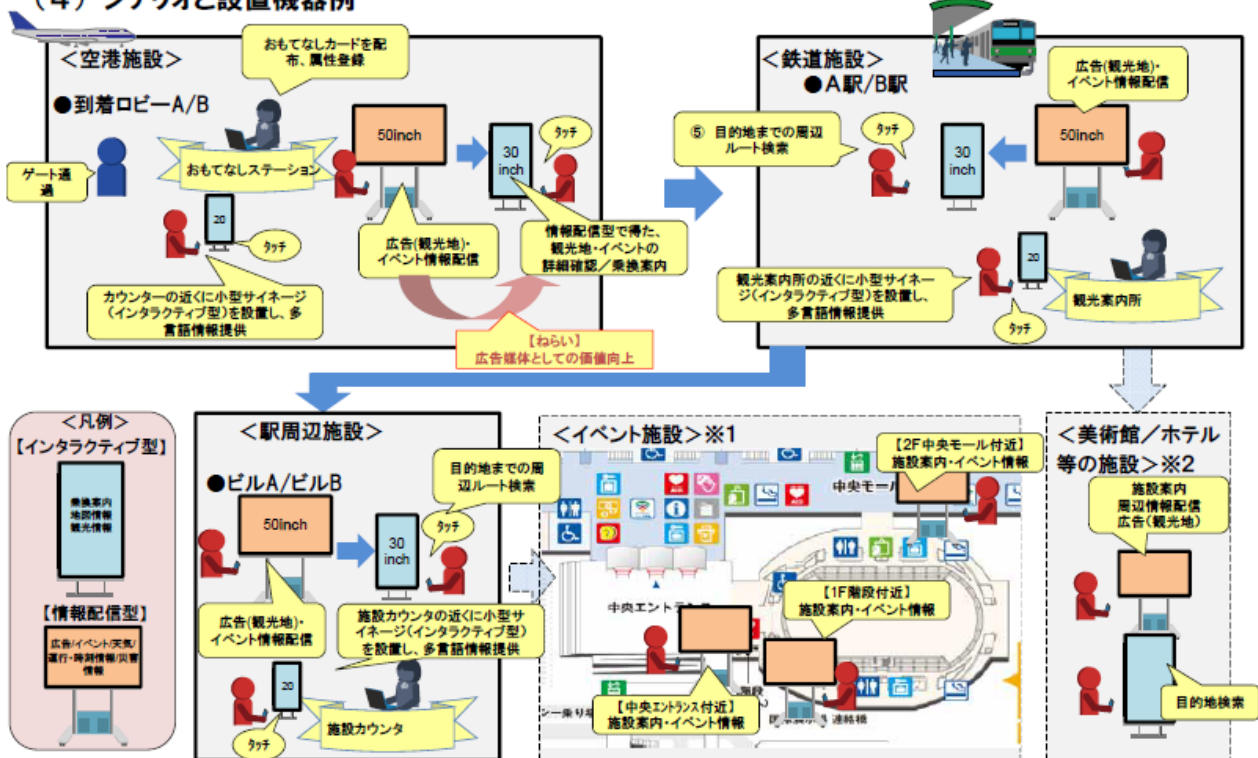 (4) シナリオと設置機器例
＜空港施設＞
●到着ロビーA/B
おもてなしカードを配
布、属性登録
おもてなしステーション
ゲート通
過
20
タッチ
カウンターの近くに小型サイネージ
(インタラクティブ型)を設置し、多
言語情報提供
50inch
広告(観光地)・
イベント情報配信
30
inch
タッチ
情報配信型で得た、
観光地・イベントの
詳細確認／乗換案内
【ねらい】
広告媒体としての価値向上
＜鉄道施設＞
●A駅/B駅
広告(観光地)・
イベント情報配信
50inch
30
inch
タッチ
⑤ 目的地までの周辺
ルート検索
観光案内所の近くに小型サイネー
ジ(インタラクティブ型)を設置し、
多言語情報提供
20
タッチ
観光案内所
＜凡例＞
【インタラクティブ型】
乗換案内
地図情報
観光情報
【情報配信型】
広告/イベント/天気/
運行・時刻情報/災害
情報
＜駅周辺施設＞
●ビルA/ビルB
50inch
30
inch
目的地までの周
辺ルート検索
タッチ
広告(観光地)・
イベント情報配信
施設カウンタの近くに小型サ
イネージ(インタラクティブ型)
を設置し、多言語情報提供
20
タッチ
施設カウンタ
＜イベント施設＞※1
【2F中央モール付近】
施設案内・イベント情報
中央モー
中央エントランス
【1F階段付近】
施設案内・イベント情報
階段
【中央エントランス付近】
施設案内・イベント情報
シー乗り場
連絡橋
＜美術館／ホテル
等の施設＞※2
施設案内
周辺情報配信
広告(観光地)
目的地検索